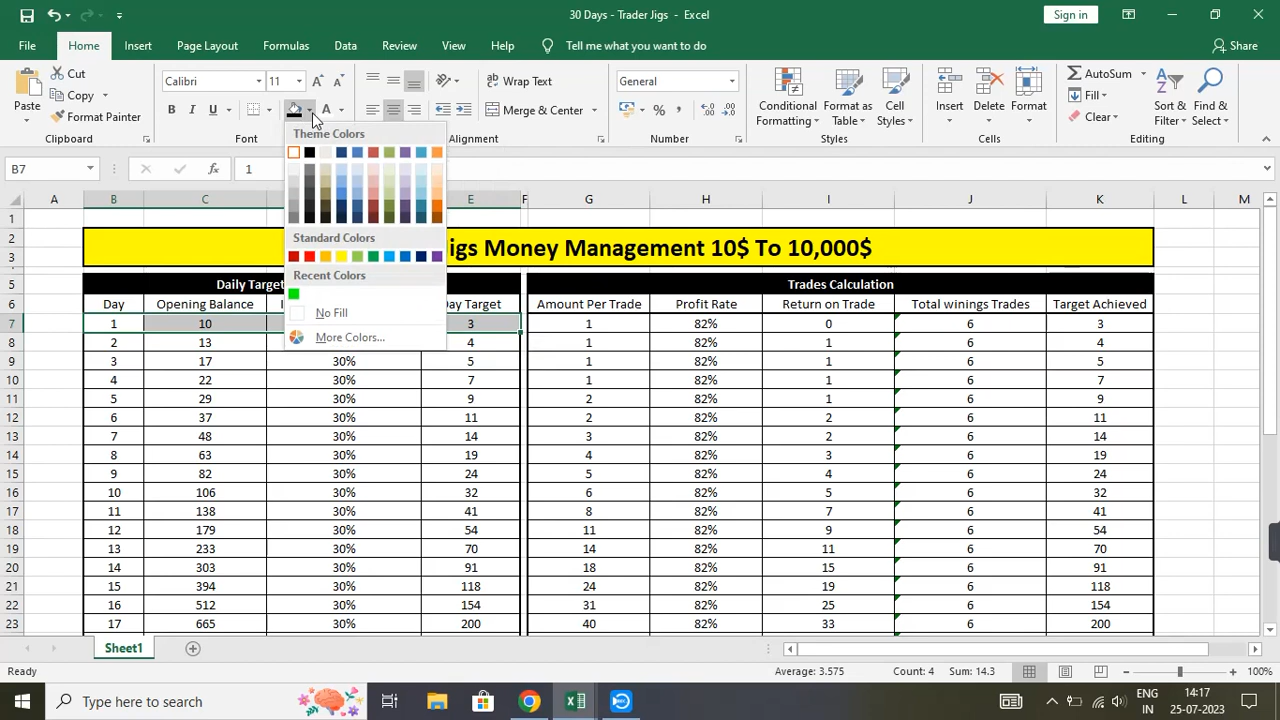 30 Days - Trader Jigs - Excel
Sign in
File Home Insert Page Layout Formulas Data Review View Help Tell me what you want to do Share
Cut
Copy
Format Painter
Paste
Clipboard
Calibri 11
B I U A
Font
Wrap Text
Merge & Center
Alignment
General
% ,
Number
Conditional Formatting
Format as Table
Cell Styles
Styles
Insert Delete Format
Cells
AutoSum
Fill
Clear
Sort & Filter
Find & Select
Editing
B7 fx 1
Theme Colors
Standard Colors
Recent Colors
No Fill
More Colors...
A B C E F G H I J K L M
igs Money Management 10$ To 10,000$
Daily Target Trades Calculation
Day Opening Balance Day Target Amount Per Trade Profit Rate Return on Trade Total winings Trades Target Achieved
1
2
3
5
6
7 1 10 3 1 82% 0 6 3
8 2 13 4 1 82% 1 6 4
9 3 17 30% 5 1 82% 1 6 5
10 4 22 30% 7 1 82% 1 6 7
11 5 29 30% 9 2 82% 1 6 9
12 6 37 30% 11 2 82% 2 6 11
13 7 48 30% 14 3 82% 2 6 14
14 8 63 30% 19 4 82% 3 6 19
15 9 82 30% 24 5 82% 4 6 24
16 10 106 30% 32 6 82% 5 6 32
17 11 138 30% 41 8 82% 7 6 41
18 12 179 30% 54 11 82% 9 6 54
19 13 233 30% 70 14 82% 11 6 70
20 14 303 30% 91 18 82% 15 6 91
21 15 394 30% 118 24 82% 19 6 118
22 16 512 30% 154 31 82% 25 6 154
23 17 665 30% 200 40 82% 33 6 200
Sheet1
Ready Average: 3.575 Count: 4 Sum: 14.3 100%
Type here to search
ENG
IN
14:17
25-07-2023